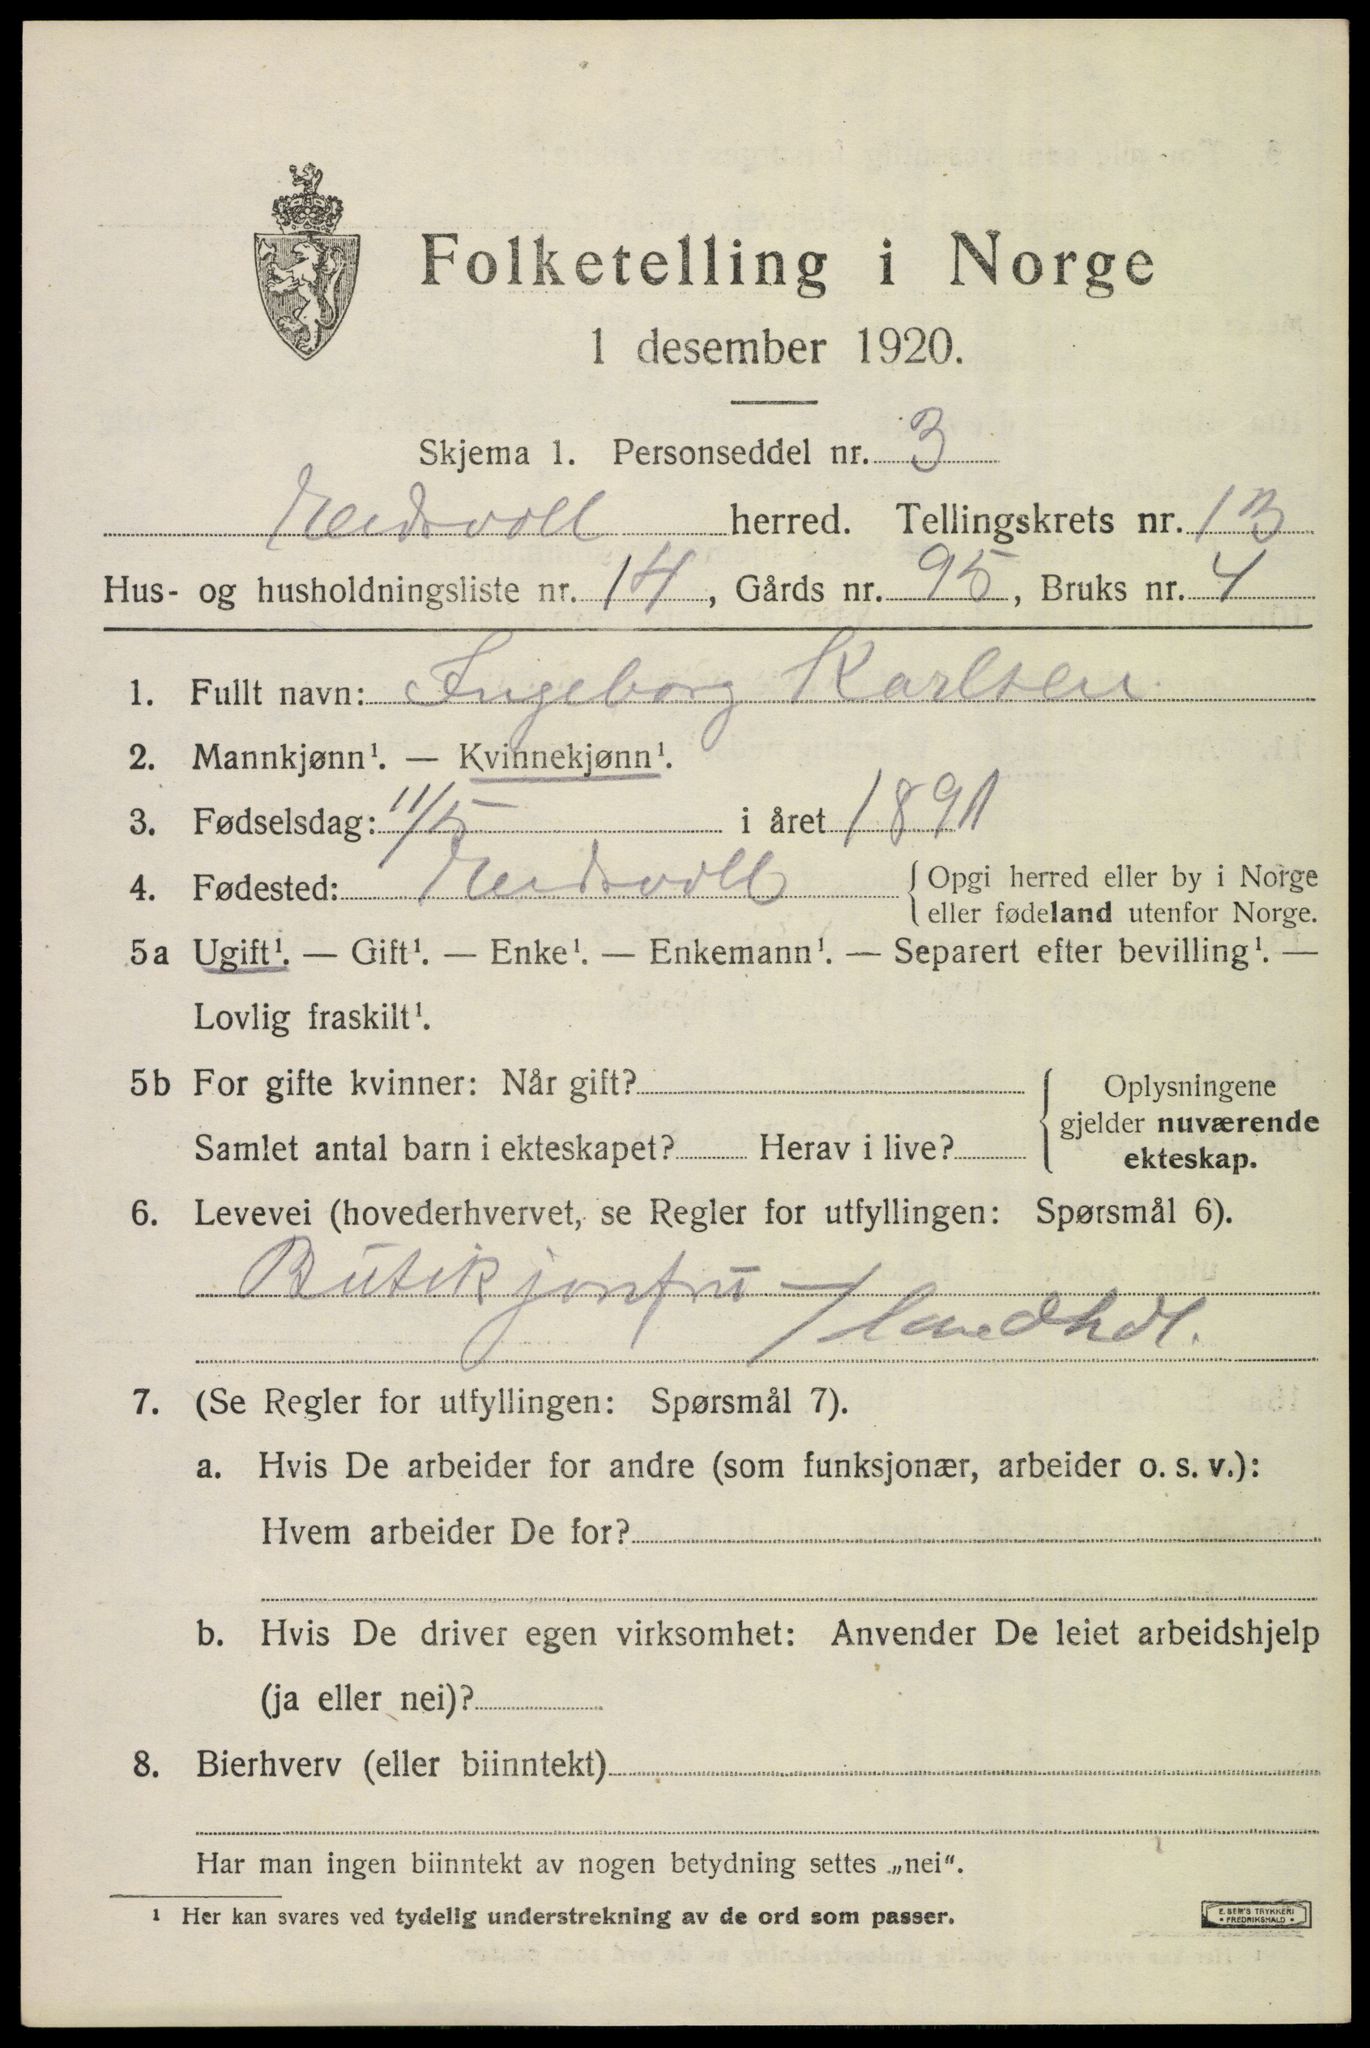 Folketelling i Norge
1 desember 1920.
Skjema 1. Personseddel nr. 3
Eidsvoll herred. Tellingskrets nr. 13
Hus- og husholdningsliste nr. 14, Gårds nr. 95, Bruks nr. 4
1. Fullt navn: Ingeborg Karlsen
2. Mannkjønn¹. — Kvinnekjønn¹.
3. Fødselsdag: 11/5 i året 1891
4. Fødested: Eidsvoll { Opgi herred eller by i Norge
eller fødeland utenfor Norge.
5a Ugift¹. — Gift¹. — Enke¹. — Enkemann¹. — Separert efter bevilling¹. —
Lovlig fraskilt¹.
5b For gifte kvinner: Når gift? { Oplysningene
gjelder nuværende
Samlet antal barn i ekteskapet? Herav i live? ekteskap.
6. Levevei (hovederhvervet, se Regler for utfyllingen: Spørsmål 6).
Butikjomfru – / landhdl.
7. (Se Regler for utfyllingen: Spørsmål 7).
a. Hvis De arbeider for andre (som funksjonær, arbeider o. s. v.):
Hvem arbeider De for?
b. Hvis De driver egen virksomhet: Anvender De leiet arbeidshjelp
(ja eller nei)?
8. Bierhverv (eller biinntekt)
Har man ingen biinntekt av nogen betydning settes „nei“.
¹ Her kan svares ved tydelig understrekning av de ord som passer.
E. SEM'S TRYKKERI
• FREDRIKSHALD •